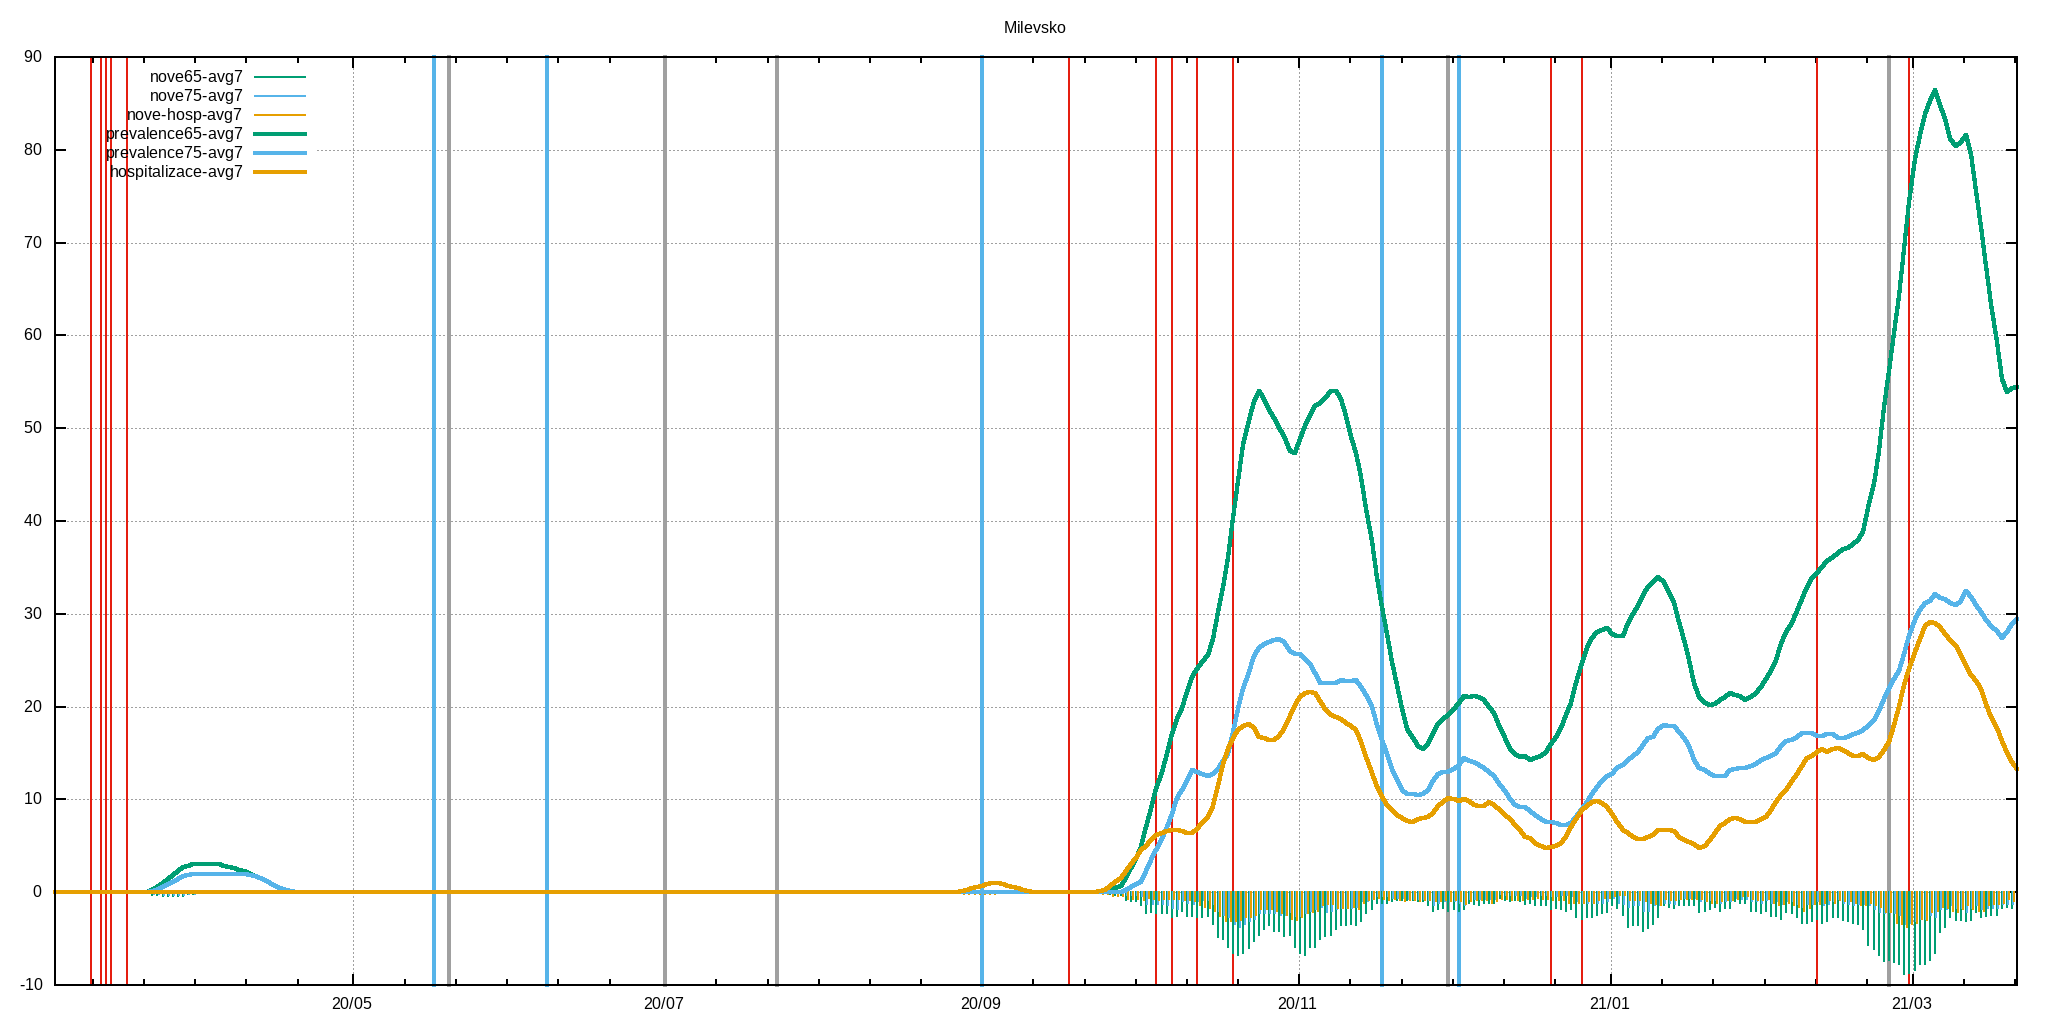 Milevsko
90
80
70
60
50
40
30
20
10
0
-10
nove65-avg7
nove75-avg7
nove-hosp-avg7
prevalence65-avg7
prevalence75-avg7
hospitalizace-avg7
20/05 20/07 20/09 20/11 21/01 21/03